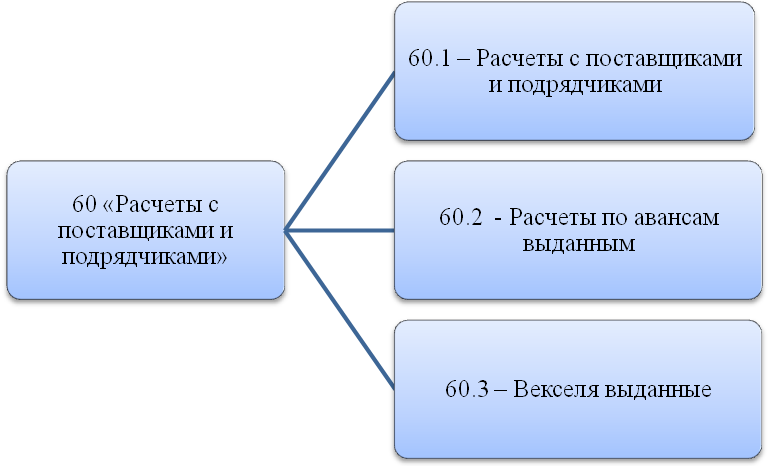 60 «Расчеты с
поставщиками и
подрядчиками»
60.1 – Расчеты с поставщиками
и подрядчиками
60.2 - Расчеты по авансам
выданным
60.3 – Векселя выданные